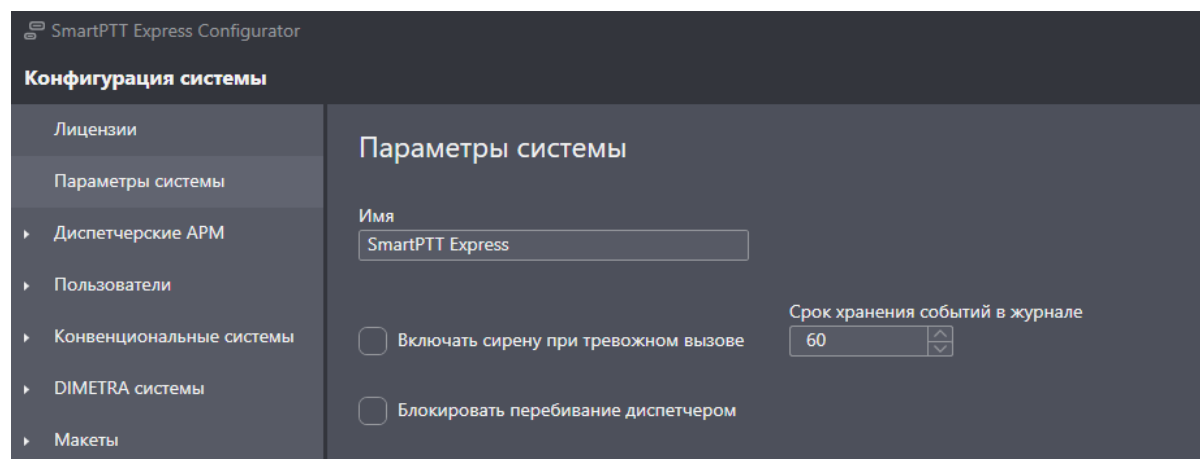 SmartPTT Express Configurator
Конфигурация системы
Лицензии
Параметры системы
Диспетчерские АРМ
Пользователи
Конвенциональные системы
DIMETRA системы
Макеты
Параметры системы
Имя
SmartPTT Express
Срок хранения событий в журнале
Включать сирену при тревожном вызове
60
Блокировать перебивание диспетчером